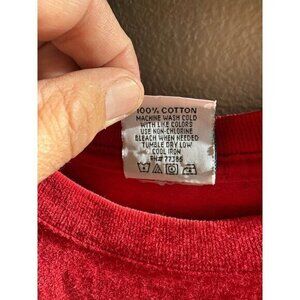 100% COTTON
MACHINE WASH COLD
WITH LIKE COLORS
USE NON-CHLORINE
BLEACH WHEN NEEDED
TUMBLE DRY LOW
COOL IRON
RN# 77386